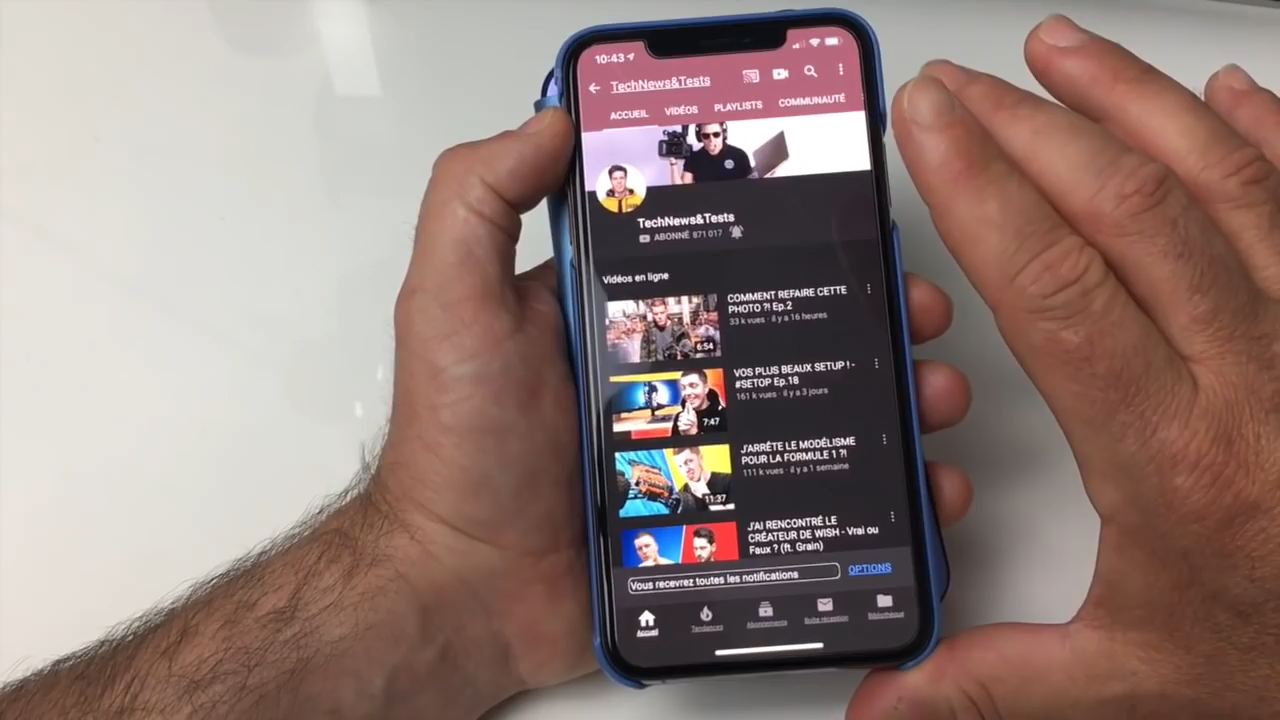 10:43
TechNews&Tests
ACCUEIL VIDÉOS PLAYLISTS COMMUNAUTÉ
TechNews&Tests
ABONNÉ 871 017
Vidéos en ligne
COMMENT REFAIRE CETTE
PHOTO ?! Ep.2
33 k vues · il y a 16 heures
6:54
VOS PLUS BEAUX SETUP ! -
#SETOP Ep.18
161 k vues · il y a 3 jours
7:47
J'ARRÊTE LE MODÉLISME
POUR LA FORMULE 1 ?!
111 k vues · il y a 1 semaine
11:37
J'AI RENCONTRÉ LE
CRÉATEUR DE WISH - Vrai ou
Faux ? (ft. Grain)
Vous recevrez toutes les notifications OPTIONS
Accueil Tendances Abonnements Boîte réception Bibliothèque